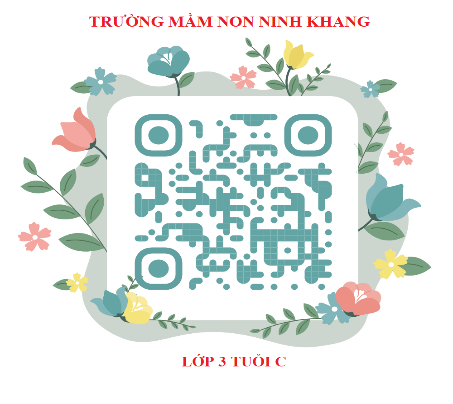 TRƯỜNG MẦM NON NINH KHANG
LỚP 3 TUỔI C